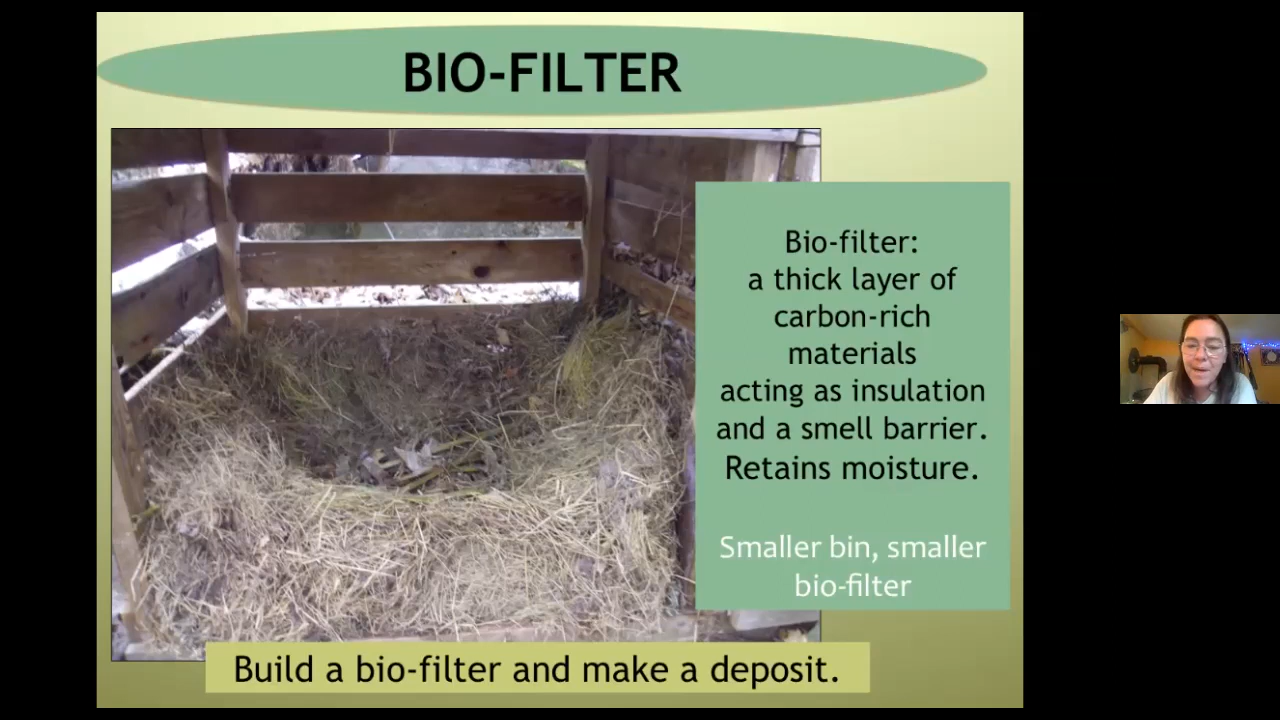 BIO-FILTER
Bio-filter:
a thick layer of
carbon-rich
materials
acting as insulation
and a smell barrier.
Retains moisture.
Smaller bin, smaller
bio-filter
Build a bio-filter and make a deposit.